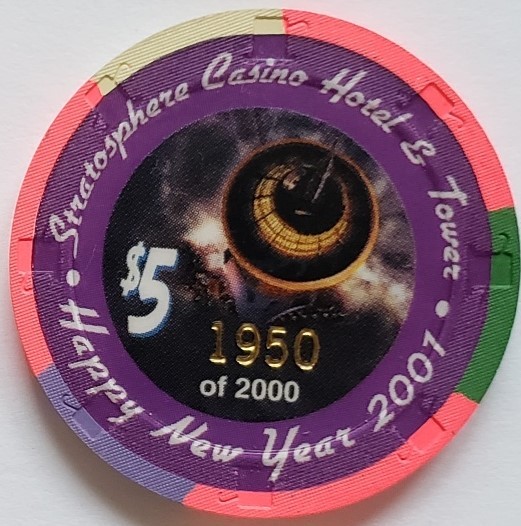 Stratosphere Casino Hotel & Tower
$5
1950
of 2000
• Happy New Year 2001 •